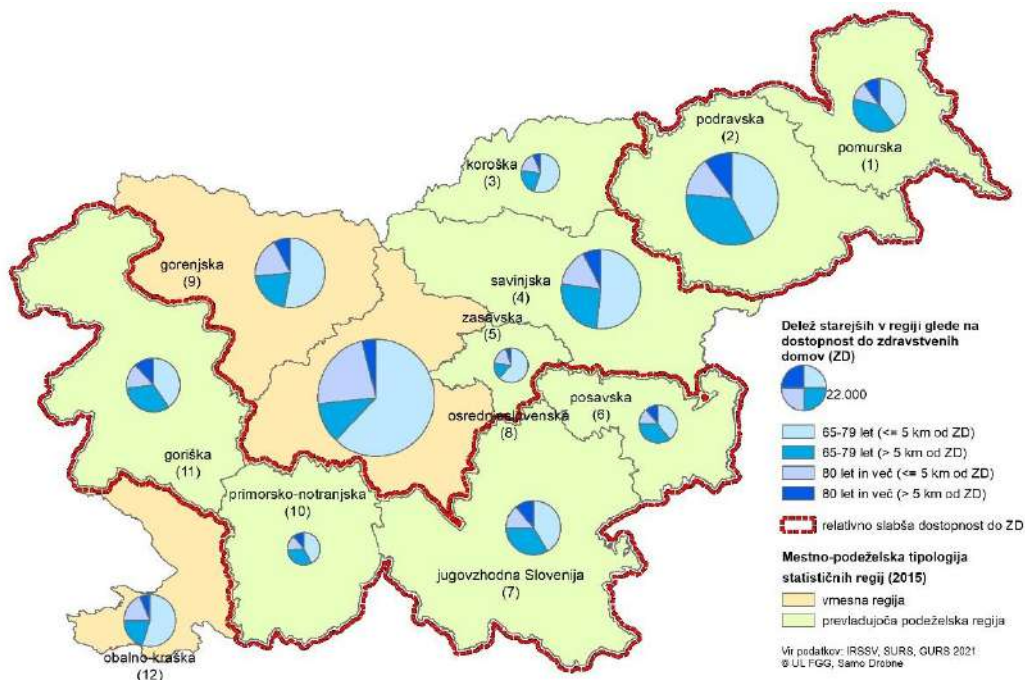 podravska
(2)
pomurska
(1)
koroška
(3)
gorenjska
(9)
savinjska
(4)
zasavska
(5)
osrednjeslovenska
(8)
posavska
(6)
goriška
(11)
primorsko-notranjska
(10)
jugovzhodna Slovenija
(7)
obalno-kraška
(12)
Delež starejših v regiji glede na
dostopnost do zdravstvenih
domov (ZD)
22.000
65-79 let (<= 5 km od ZD)
65-79 let (> 5 km od ZD)
80 let in več (<= 5 km od ZD)
80 let in več (> 5 km od ZD)
relativno slabša dostopnost do ZD
Mestno-podeželska tipologija
statističnih regij (2015)
vmesna regija
prevladujoča podeželska regija
Vir podatkov: IRSSV, SURS, GURS 2021
© UL FGG, Samo Drobne